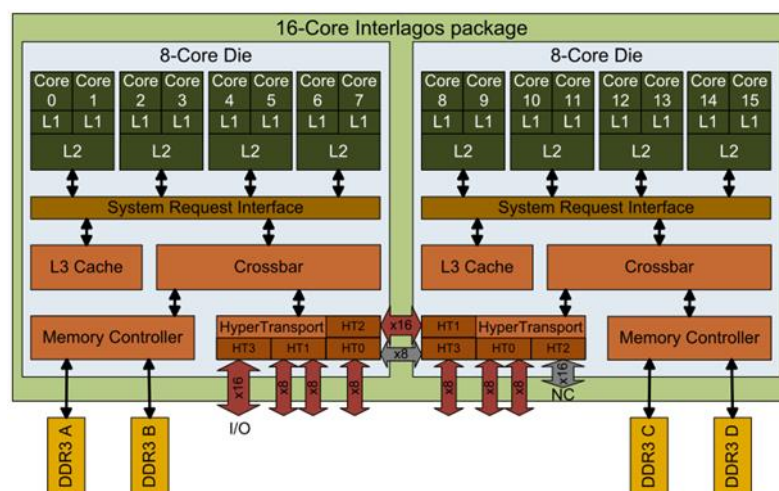 16-Core Interlagos package
8-Core Die
8-Core Die
Core 0
Core 1
Core 2
Core 3
Core 4
Core 5
Core 6
Core 7
L1
L1
L1
L1
L1
L1
L1
L1
L2
L2
L2
L2
Core 8
Core 9
Core 10
Core 11
Core 12
Core 13
Core 14
Core 15
L1
L1
L1
L1
L1
L1
L1
L1
L2
L2
L2
L2
System Request Interface
System Request Interface
L3 Cache
Crossbar
L3 Cache
Crossbar
Memory Controller
HyperTransport
HT2
HT3
HT1
HT0
x16
x8
HT1
HyperTransport
HT3
HT0
HT2
Memory Controller
x16
x8
x8
x8
x8
x8
x8
x16
I/O
NC
DDR3 A
DDR3 B
DDR3 C
DDR3 D